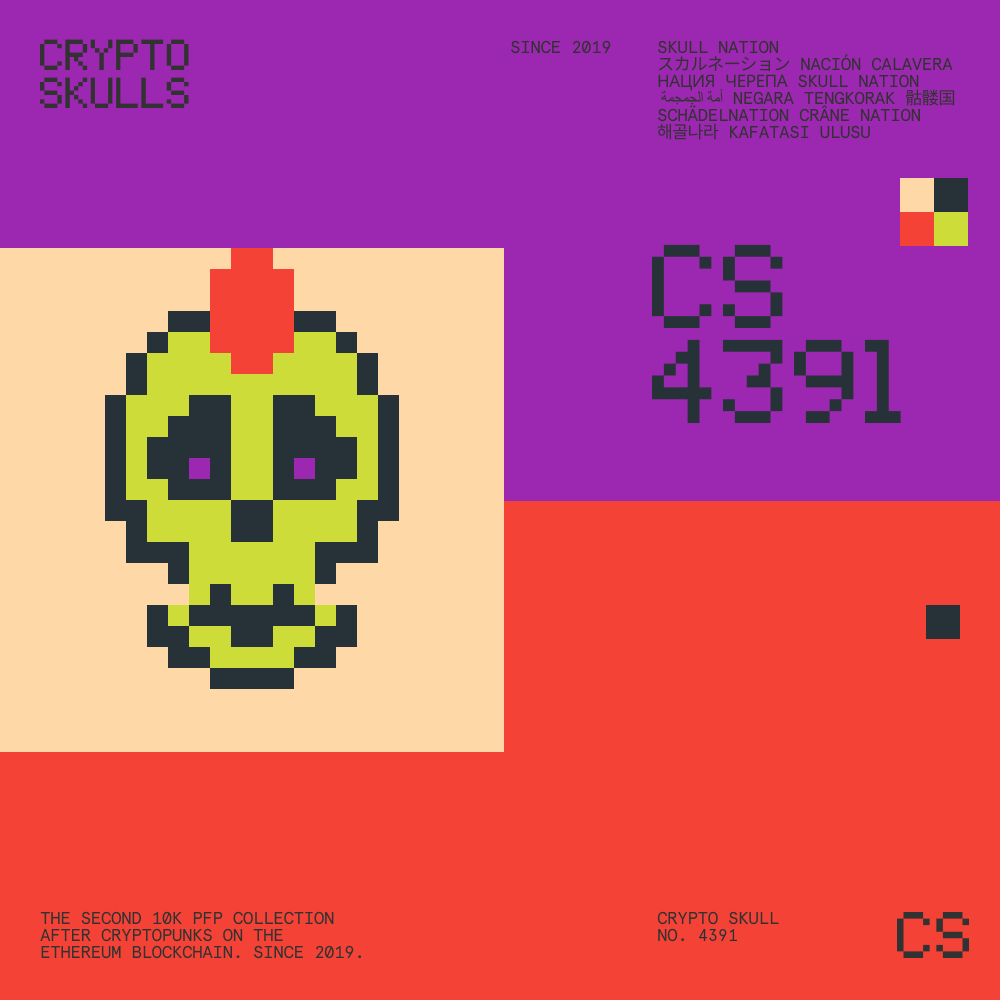 CRYPTO
SKULLS
SINCE 2019
SKULL NATION
スカルネーション NACIÓN CALAVERA
НАЦИЯ ЧЕРЕПА SKULL NATION
أمة الجمجمة NEGARA TENGKORAK 骷髅国
SCHÄDELNATION CRÂNE NATION
해골나라 KAFATASI ULUSU
CS
4391
THE SECOND 10K PFP COLLECTION
AFTER CRYPTOPUNKS ON THE
ETHEREUM BLOCKCHAIN. SINCE 2019.
CRYPTO SKULL
NO. 4391
CS